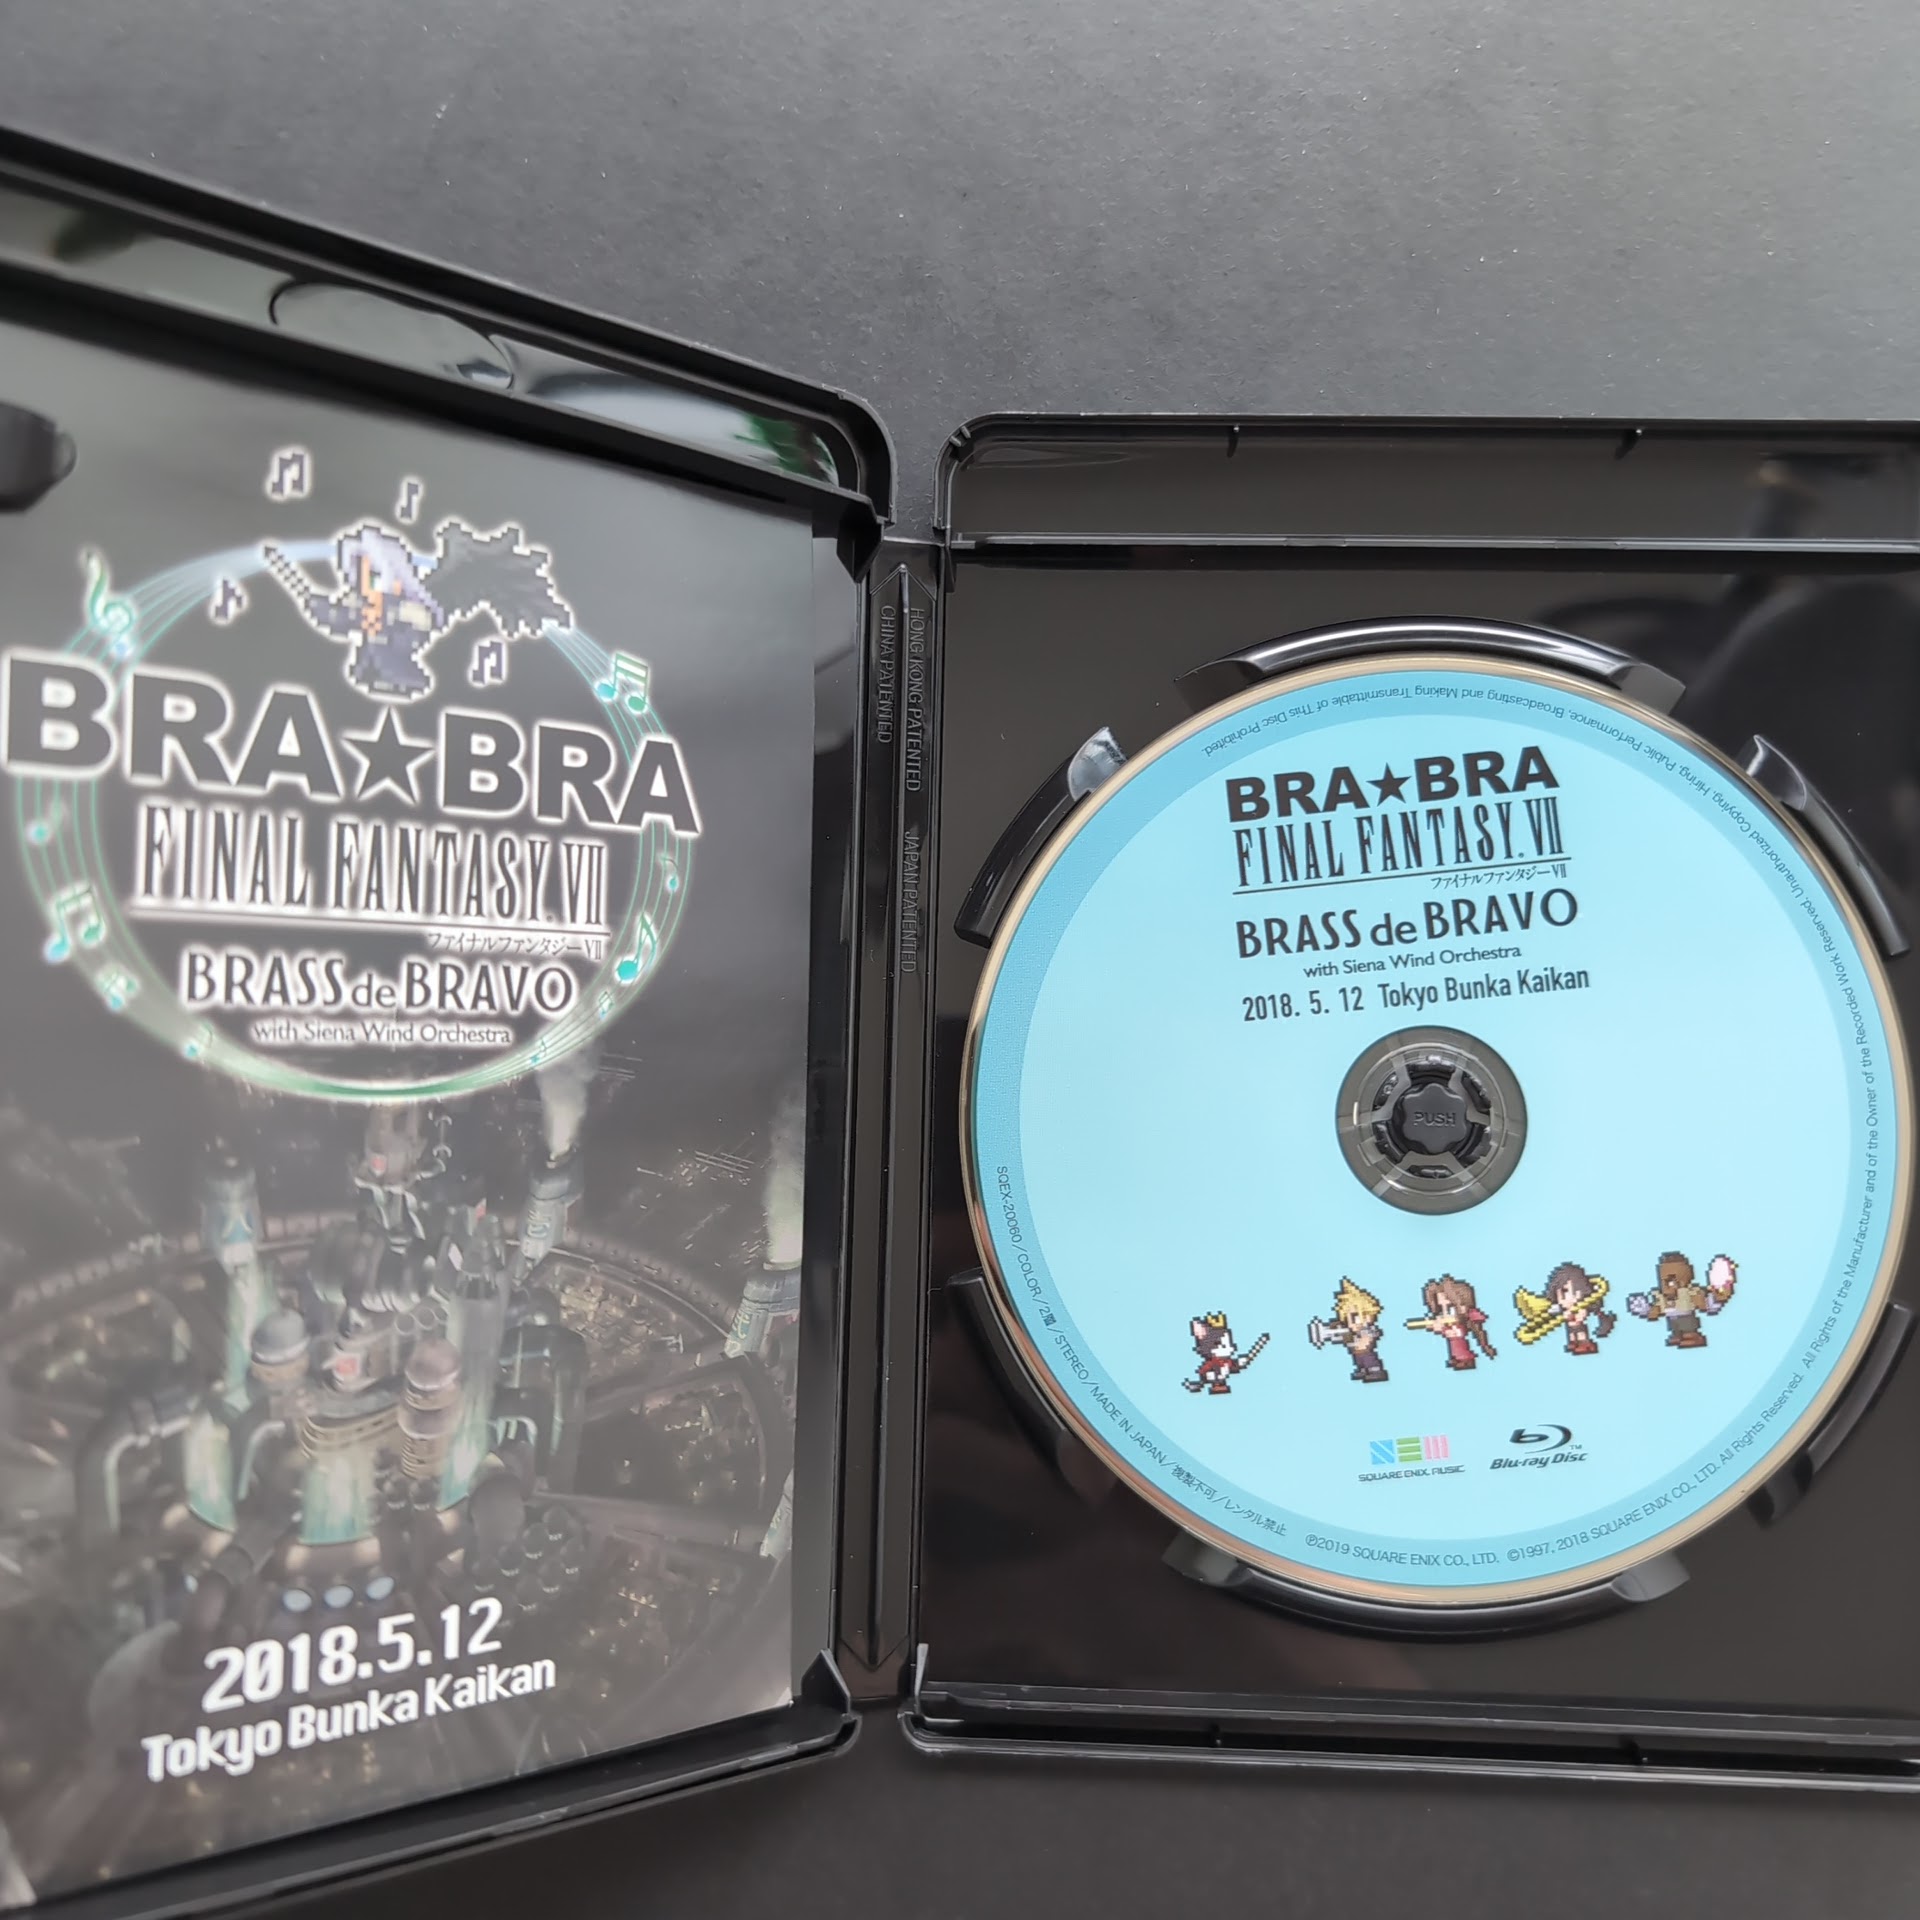 BRA★BRA
FINAL FANTASY. VII
ファイナルファンタジーVII
BRASS de BRAVO
with Siena Wind Orchestra
2018.5.12
Tokyo Bunka Kaikan
HONG KONG PATENTED
CHINA PATENTED
JAPAN PATENTED
BRA★BRA
FINAL FANTASY. VII
ファイナルファンタジーVII
BRASS de BRAVO
with Siena Wind Orchestra
2018. 5. 12 Tokyo Bunka Kaikan
PUSH
SQUARE ENIX. MUSIC
Blu-ray Disc TM
SQEX-20060/COLOR/2層/STEREO/MADE IN JAPAN/複製不可/レンタル禁止
℗2019 SQUARE ENIX CO., LTD. ©1997, 2018 SQUARE ENIX CO., LTD. All Rights Reserved. All Rights of the Manufacturer and of the Owner of the Recorded Work Reserved. Unauthorized Copying, Hiring, Public Performance, Broadcasting and Making Transmittable of This Disc Prohibited.